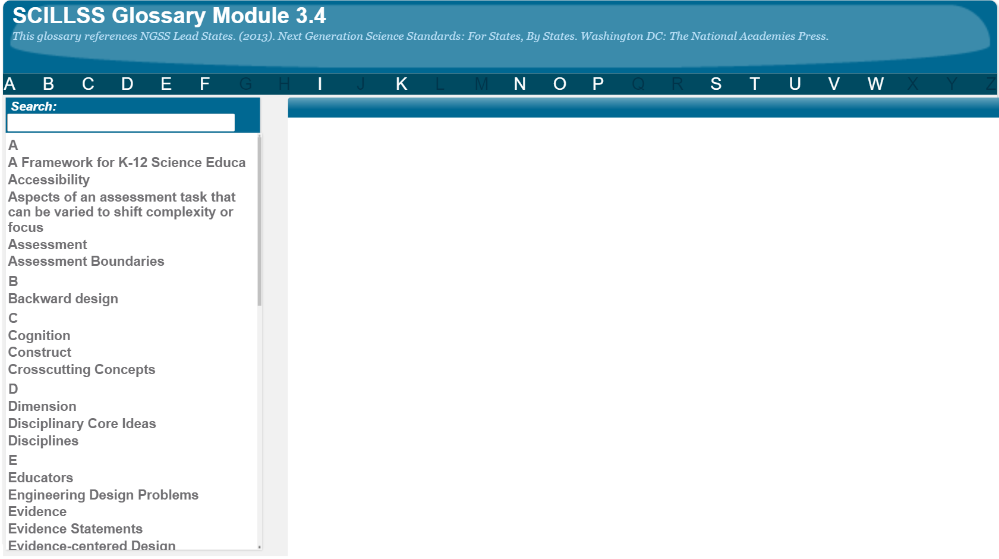 SCILLSS Glossary Module 3.4
This glossary references NGSS Lead States. (2013). Next Generation Science Standards: For States, By States. Washington DC: The National Academies Press.
A B C D E F G H I J K L M N O P Q R S T U V W X Y Z
Search:
A
A Framework for K-12 Science Educa
Accessibility
Aspects of an assessment task that
can be varied to shift complexity or
focus
Assessment
Assessment Boundaries
B
Backward design
C
Cognition
Construct
Crosscutting Concepts
D
Dimension
Disciplinary Core Ideas
Disciplines
E
Educators
Engineering Design Problems
Evidence
Evidence Statements
Evidence-centered Design